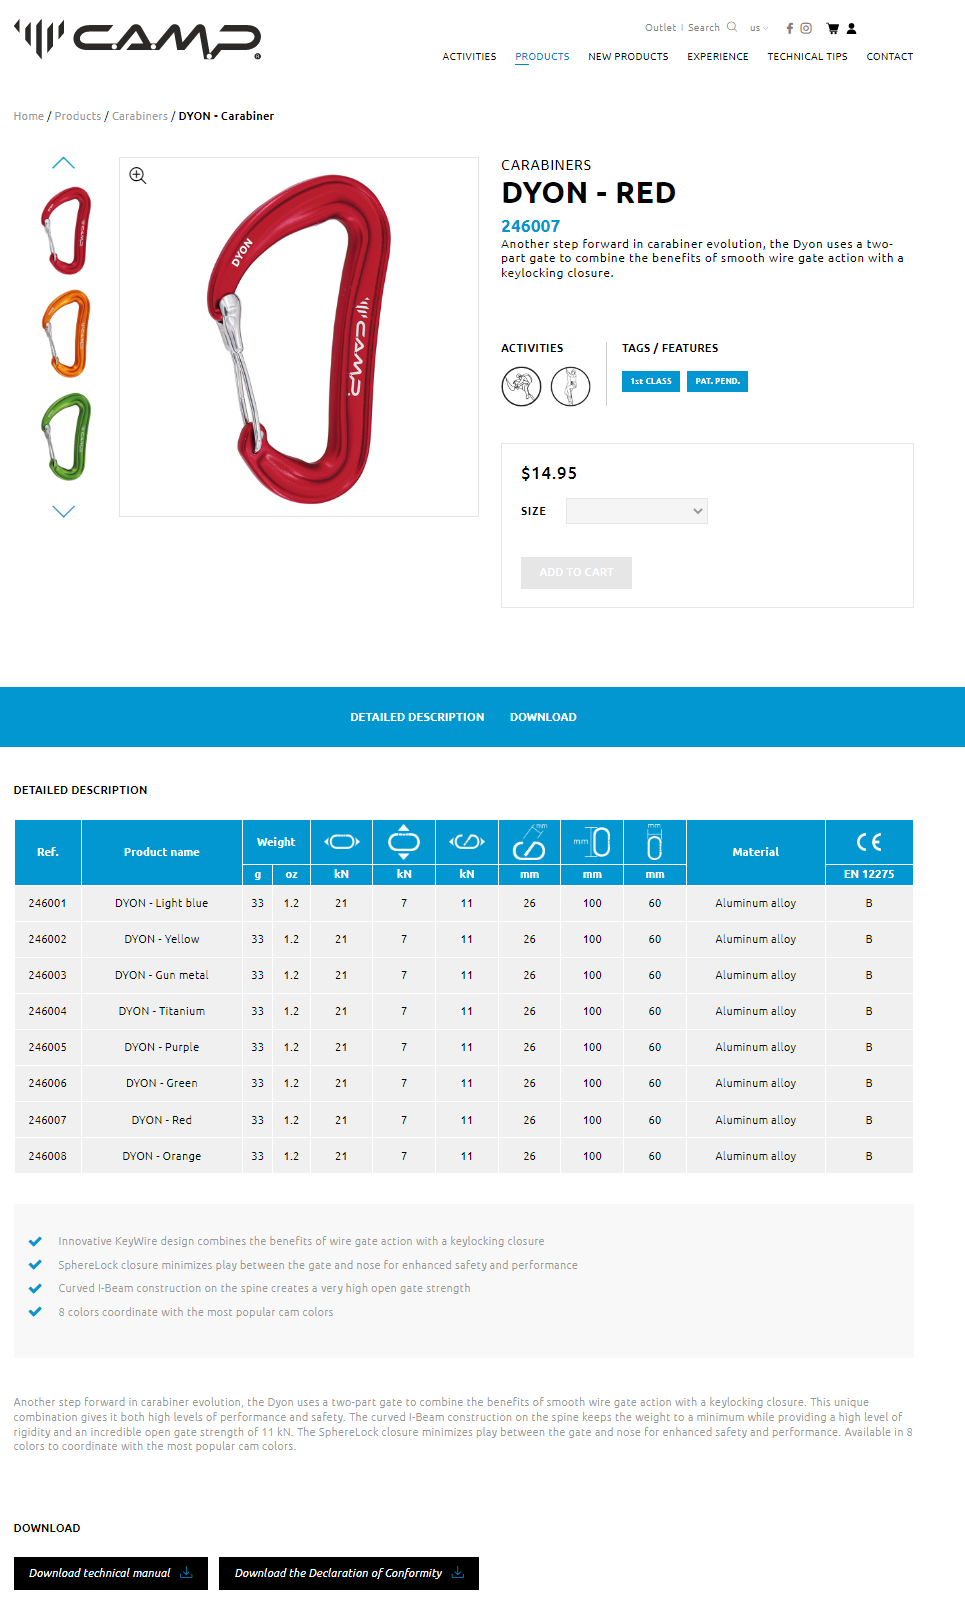 CAMP
Outlet | Search us
ACTIVITIES PRODUCTS NEW PRODUCTS EXPERIENCE TECHNICAL TIPS CONTACT
Home / Products / Carabiners / DYON - Carabiner
CARABINERS
DYON - RED
246007
Another step forward in carabiner evolution, the Dyon uses a two-
part gate to combine the benefits of smooth wire gate action with a
keylocking closure.
DYON
CAMP
ACTIVITIES
TAGS / FEATURES
1st CLASS PAT. PEND.
$14.95
SIZE
ADD TO CART
DETAILED DESCRIPTION DOWNLOAD
DETAILED DESCRIPTION
Ref. Product name Weight mm mm mm Material CE
g oz kN kN kN mm mm mm EN 12275
246001 DYON - Light blue 33 1.2 21 7 11 26 100 60 Aluminum alloy B
246002 DYON - Yellow 33 1.2 21 7 11 26 100 60 Aluminum alloy B
246003 DYON - Gun metal 33 1.2 21 7 11 26 100 60 Aluminum alloy B
246004 DYON - Titanium 33 1.2 21 7 11 26 100 60 Aluminum alloy B
246005 DYON - Purple 33 1.2 21 7 11 26 100 60 Aluminum alloy B
246006 DYON - Green 33 1.2 21 7 11 26 100 60 Aluminum alloy B
246007 DYON - Red 33 1.2 21 7 11 26 100 60 Aluminum alloy B
246008 DYON - Orange 33 1.2 21 7 11 26 100 60 Aluminum alloy B
Innovative KeyWire design combines the benefits of wire gate action with a keylocking closure
SphereLock closure minimizes play between the gate and nose for enhanced safety and performance
Curved I-Beam construction on the spine creates a very high open gate strength
8 colors coordinate with the most popular cam colors
Another step forward in carabiner evolution, the Dyon uses a two-part gate to combine the benefits of smooth wire gate action with a keylocking closure. This unique
combination gives it both high levels of performance and safety. The curved I-Beam construction on the spine keeps the weight to a minimum while providing a high level of
rigidity and an incredible open gate strength of 11 kN. The SphereLock closure minimizes play between the gate and nose for enhanced safety and performance. Available in 8
colors to coordinate with the most popular cam colors.
DOWNLOAD
Download technical manual Download the Declaration of Conformity